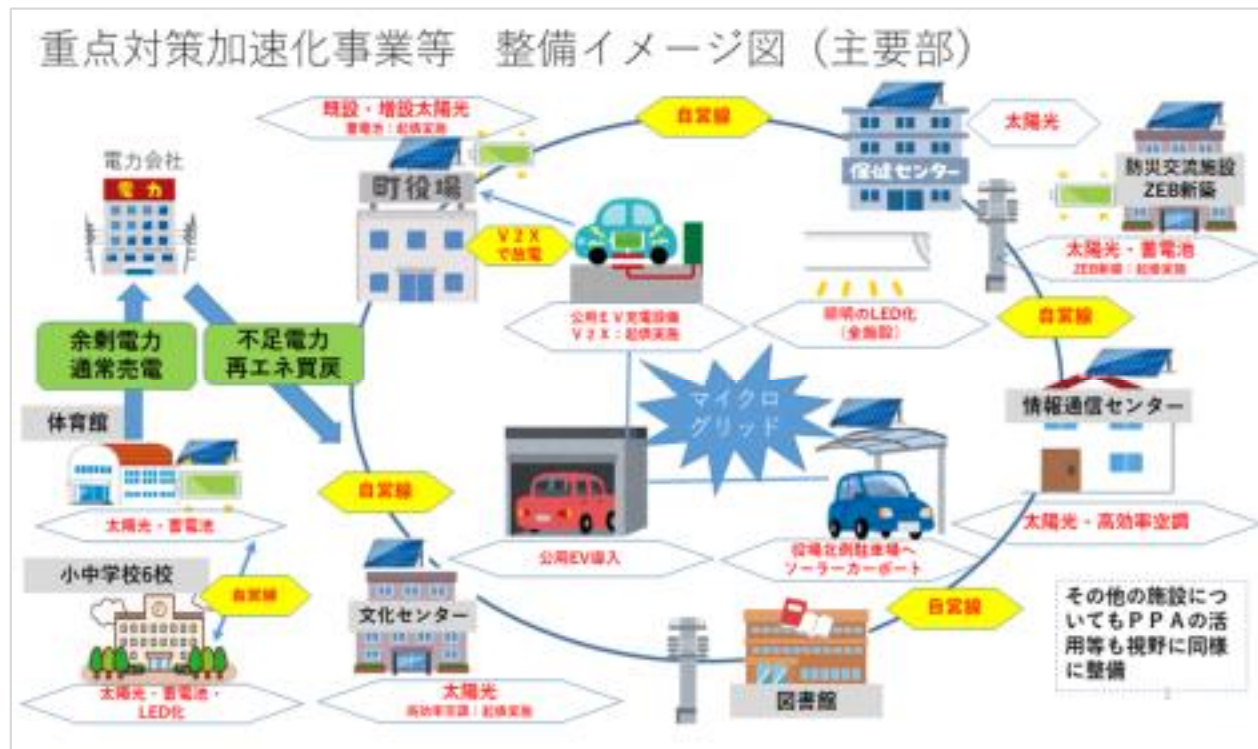 重点対策加速化事業等　整備イメージ図（主要部）
既設・増設太陽光
蓄電池：起債実施
自営線
太陽光
電力会社
電力
町役場
保健センター
防災交流施設
ZEB新築
V2X
で放電
太陽光・蓄電池
ZEB新築：起債実施
公用EV充電設備
V2X：起債実施
照明のLED化
（全施設）
自営線
余剰電力
通常売電
不足電力
再エネ買戻
マイクロ
グリッド
情報通信センター
体育館
自営線
太陽光・蓄電池
太陽光・高効率空調
公用EV導入
役場北側駐車場へ
ソーラーカーポート
小中学校6校
自営線
文化センター
自営線
その他の施設につ
いてもＰＰＡの活
用等も視野に同様
に整備
太陽光・蓄電池・
LED化
太陽光
高効率空調：起債実施
図書館